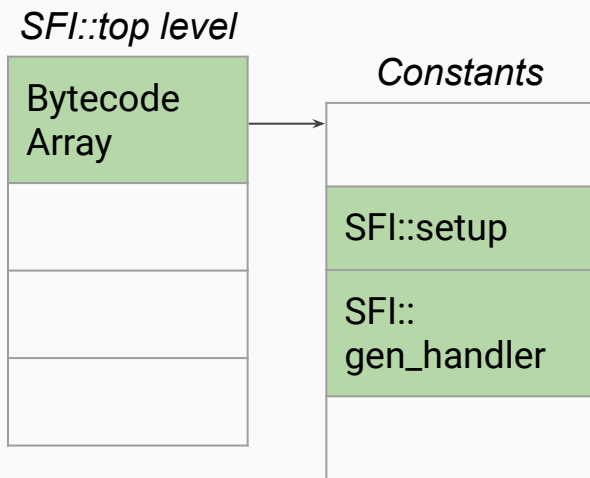 SFI::top level
Bytecode
Array
Constants
SFI::setup
SFI::
gen_handler